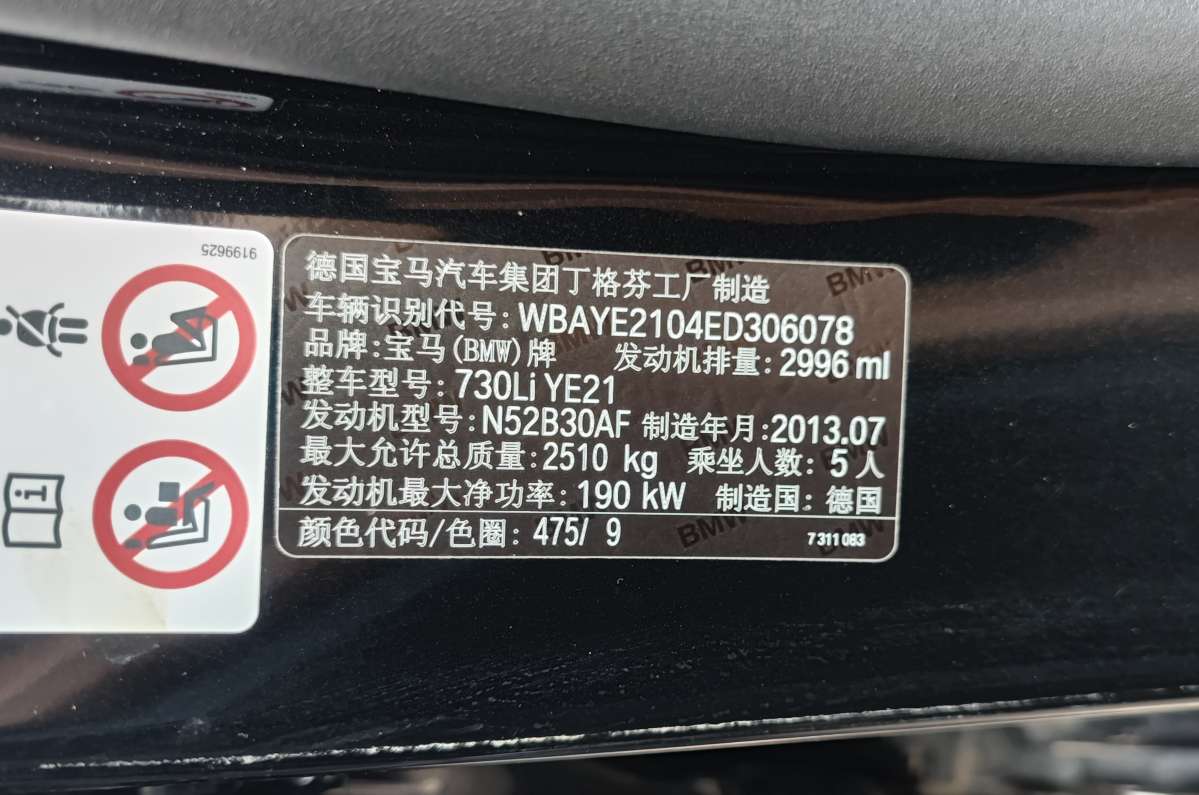 9199625
德国宝马汽车集团丁格芬工厂制造
车辆识别代号: WBAYE2104ED306078
品牌:宝马(BMW)牌 发动机排量: 2996 ml
整车型号: 730Li YE21
发动机型号: N52B30AF 制造年月:2013.07
最大允许总质量:2510 kg 乘坐人数: 5人
发动机最大净功率: 190 kW 制造国: 德国
颜色代码/色圈: 475/ 9
7 311 083